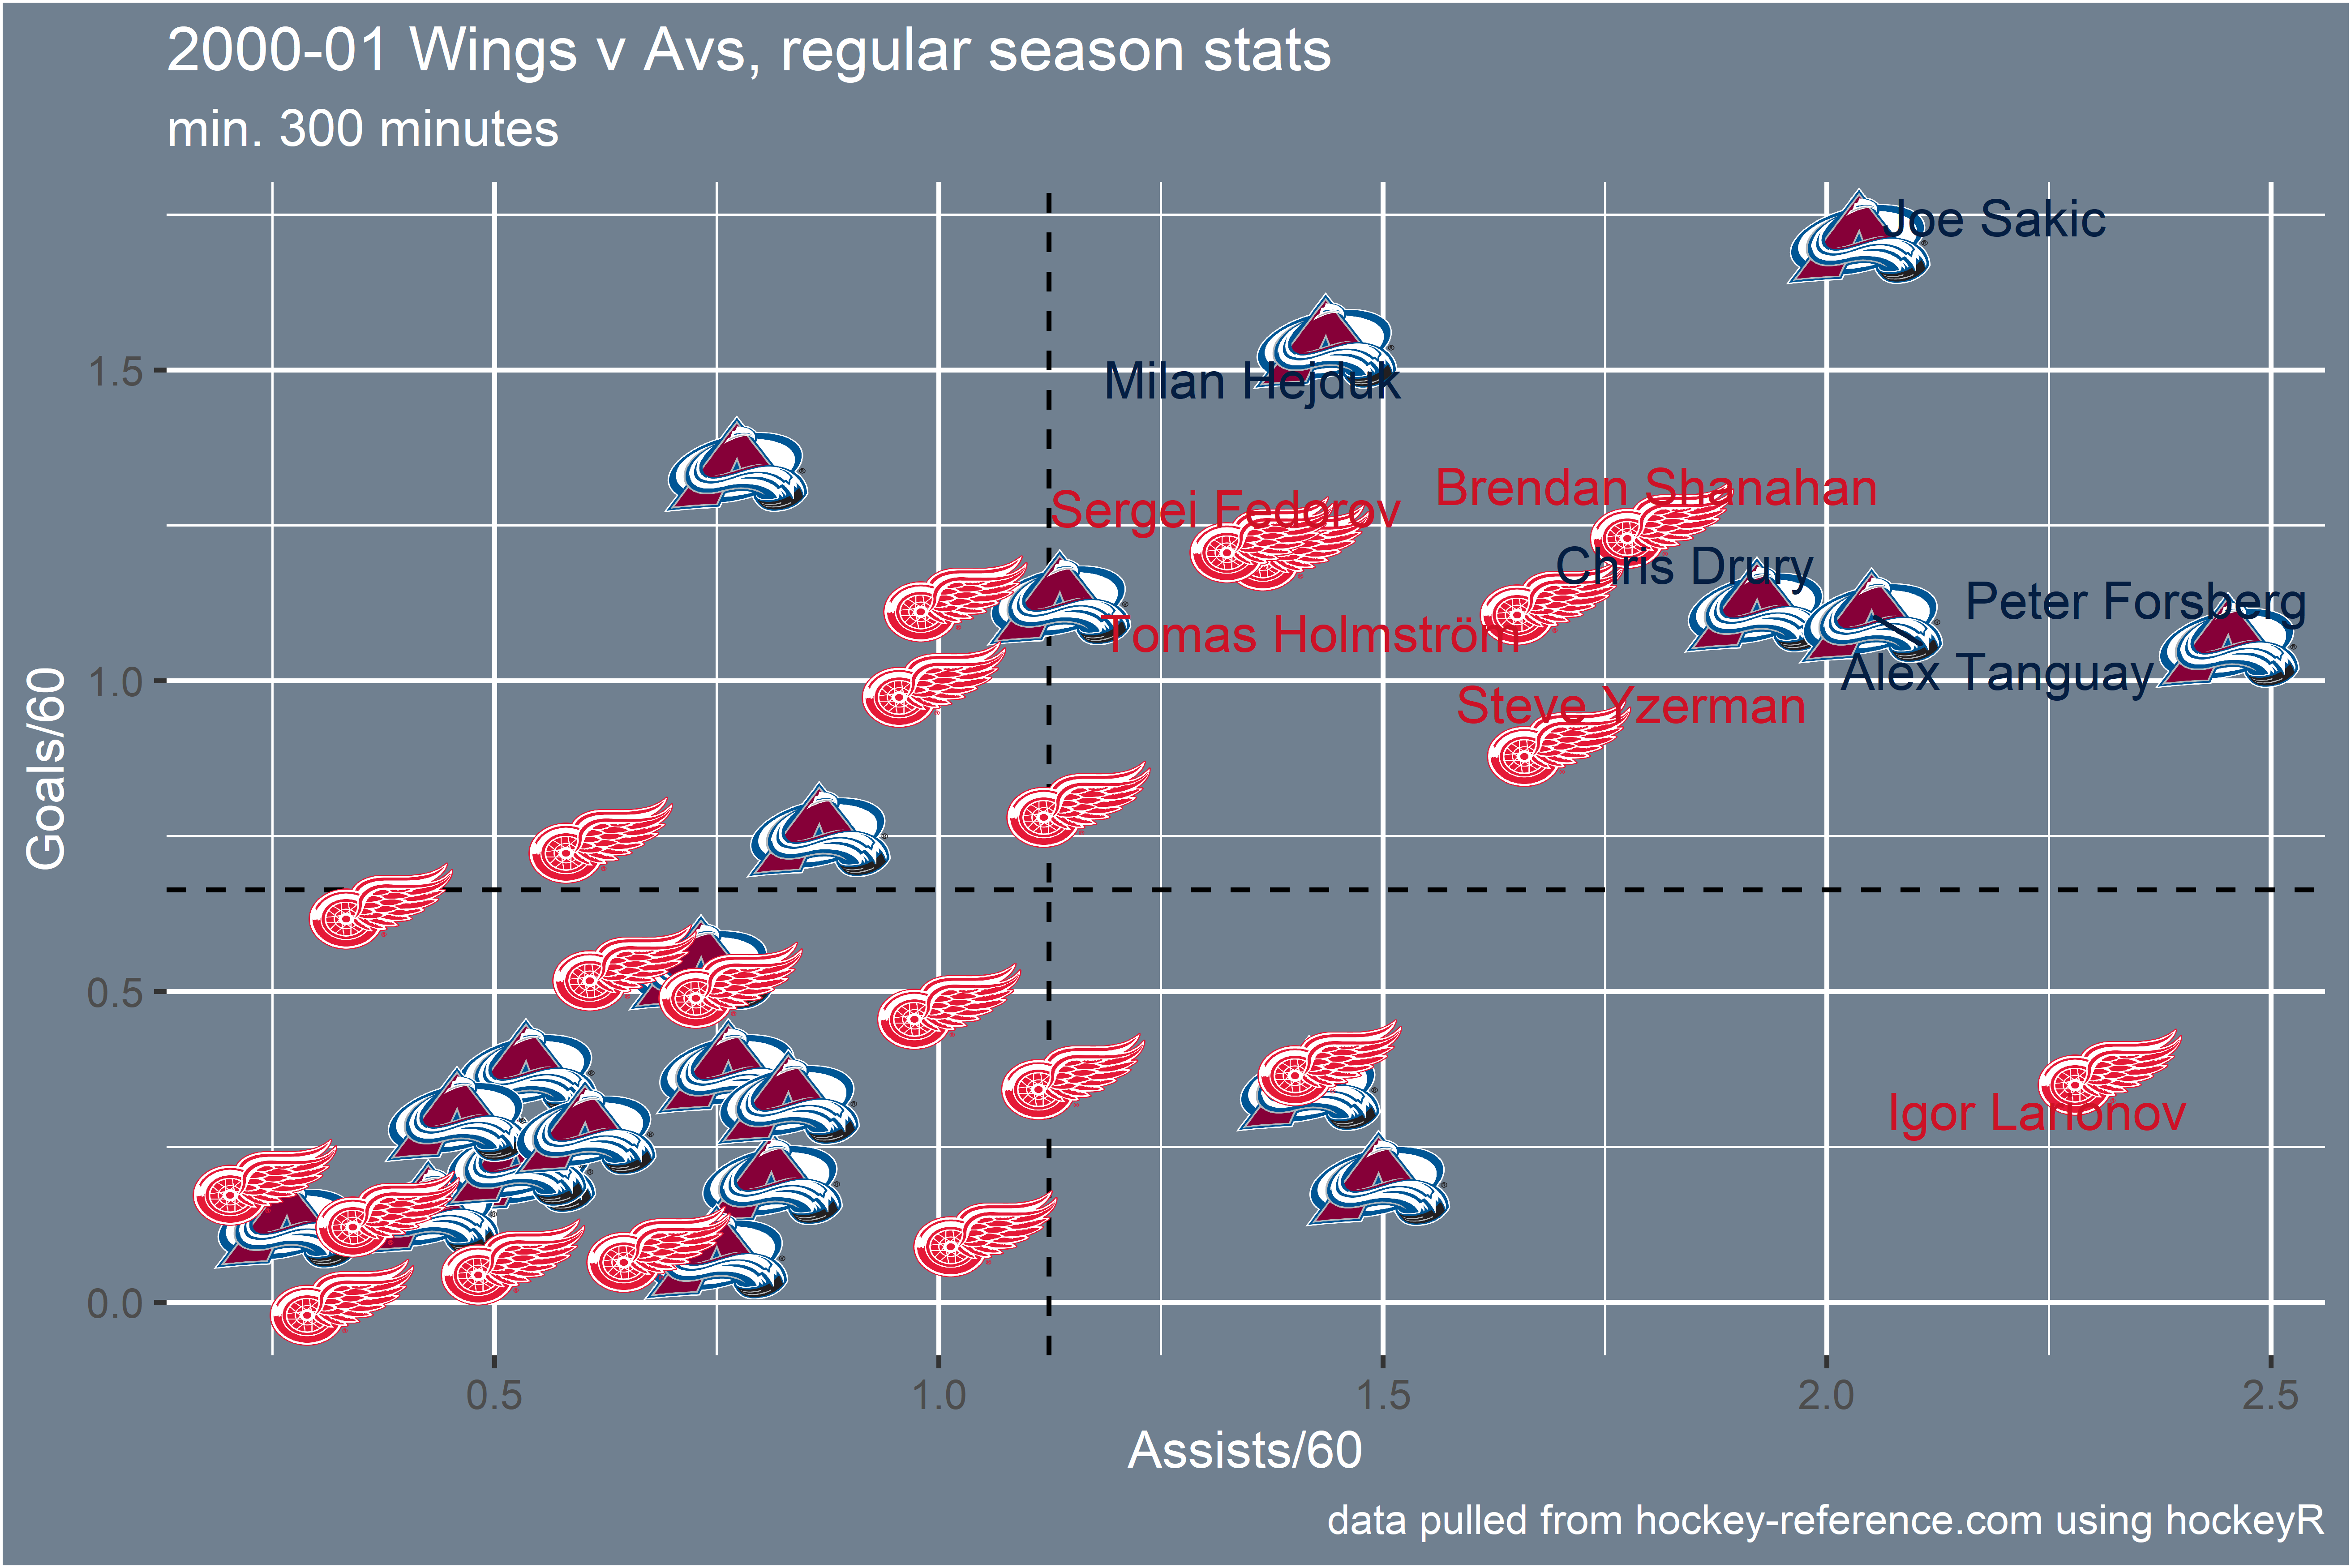 2000-01 Wings v Avs, regular season stats
min. 300 minutes
Joe Sakic
Milan Hejduk
Brendan Shanahan
Sergei Fedorov
Chris Drury
Peter Forsberg
Tomas Holmström
Alex Tanguay
Steve Yzerman
Igor Larionov
Goals/60
1.5
1.0
0.5
0.0
0.5
1.0
1.5
2.0
2.5
Assists/60
data pulled from hockey-reference.com using hockeyR